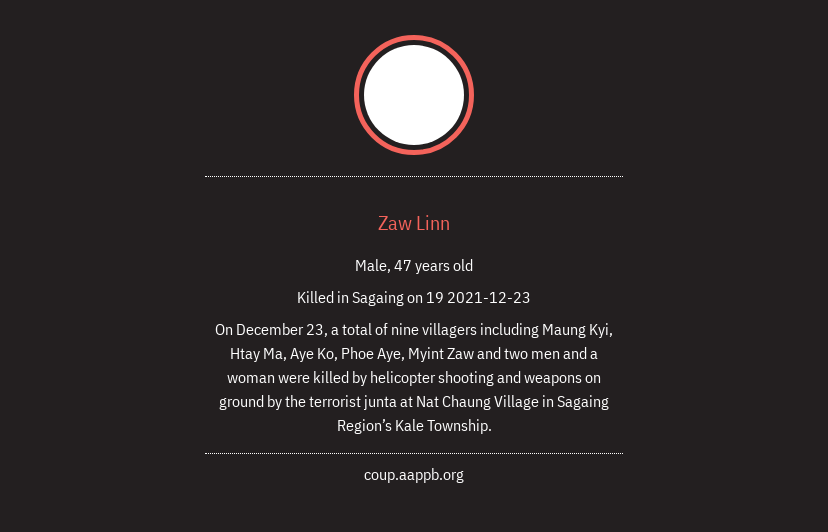 Zaw Linn
Male, 47 years old
Killed in Sagaing on 19 2021-12-23
On December 23, a total of nine villagers including Maung Kyi,
Htay Ma, Aye Ko, Phoe Aye, Myint Zaw and two men and a
woman were killed by helicopter shooting and weapons on
ground by the terrorist junta at Nat Chaung Village in Sagaing
Region’s Kale Township.
coup.aappb.org